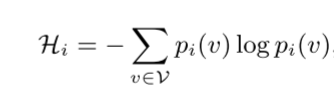 $\mathcal{H}_i = -\sum_{v \in \mathcal{V}} p_i(v) \log p_i(v),$